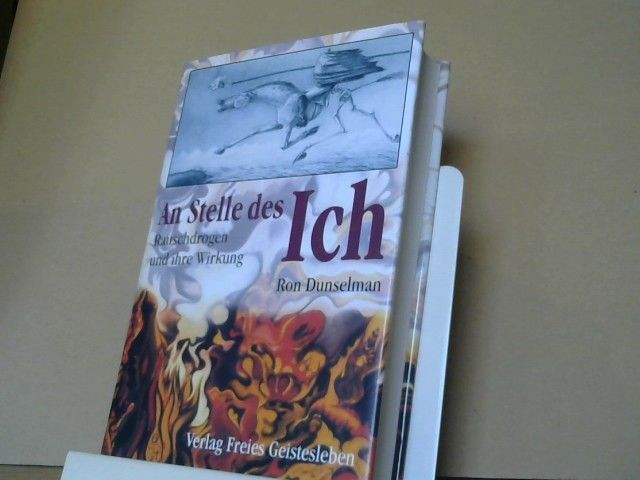 An Stelle des Ich
Rauschdrogen
und ihre Wirkung
Ron Dunselman
Verlag Freies Geistesleben